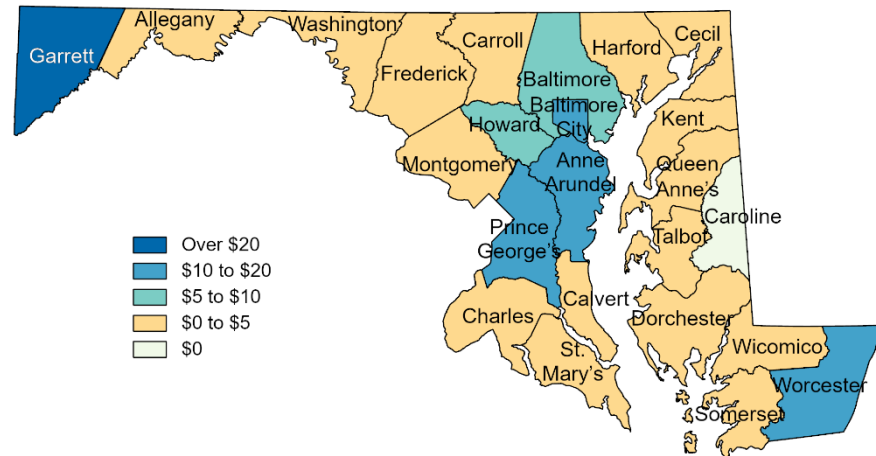 Allegany
Washington
Garrett
Carroll
Harford
Cecil
Frederick
Baltimore
Baltimore
City
Howard
Kent
Montgomery
Anne
Arundel
Queen
Anne's
Caroline
Prince
George's
Talbot
Over $20
$10 to $20
$5 to $10
$0 to $5
$0
Calvert
Charles
Dorchester
St.
Mary's
Wicomico
Worcester
Somerset